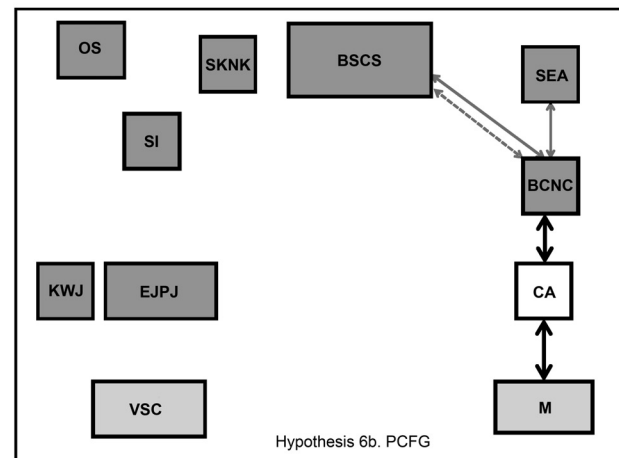 OS
SKNK
BSCS
SEA
SI
BCNC
KWJ
EJPJ
CA
VSC
M
Hypothesis 6b. PCFG